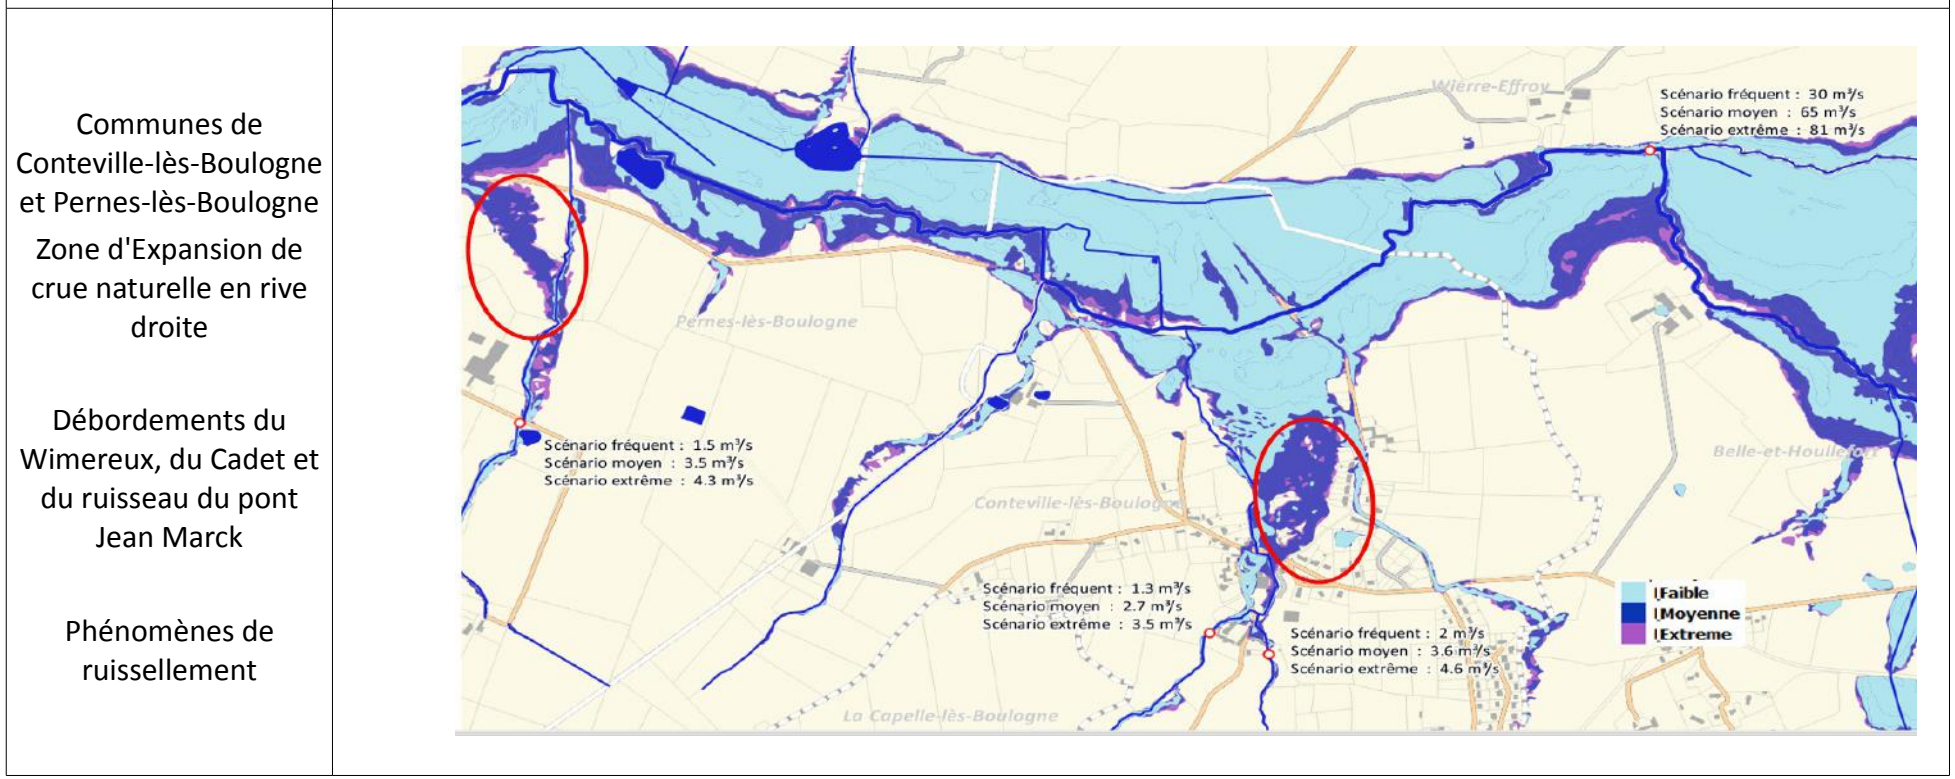 Communes de
Conteville-lès-Boulogne
et Pernes-lès-Boulogne
Zone d'Expansion de
crue naturelle en rive
droite
Débordements du
Wimereux, du Cadet et
du ruisseau du pont
Jean Marck
Phénomènes de
ruissellement
Wierre-Effroy
Scénario fréquent : 30 m³/s
Scénario moyen : 65 m³/s
Scénario extrême : 81 m³/s
Pernes-lès-Boulogne
Scénario fréquent : 1.5 m³/s
Scénario moyen : 3.5 m³/s
Scénario extrême : 4.3 m³/s
Belle-et-Houllefort
Conteville-lès-Boulogne
Scénario fréquent : 1.3 m³/s
Scénario moyen : 2.7 m³/s
Scénario extrême : 3.5 m³/s
Faible
Moyenne
Extreme
Scénario fréquent : 2 m³/s
Scénario moyen : 3.6 m³/s
Scénario extrême : 4.6 m³/s
La Capelle-lès-Boulogne